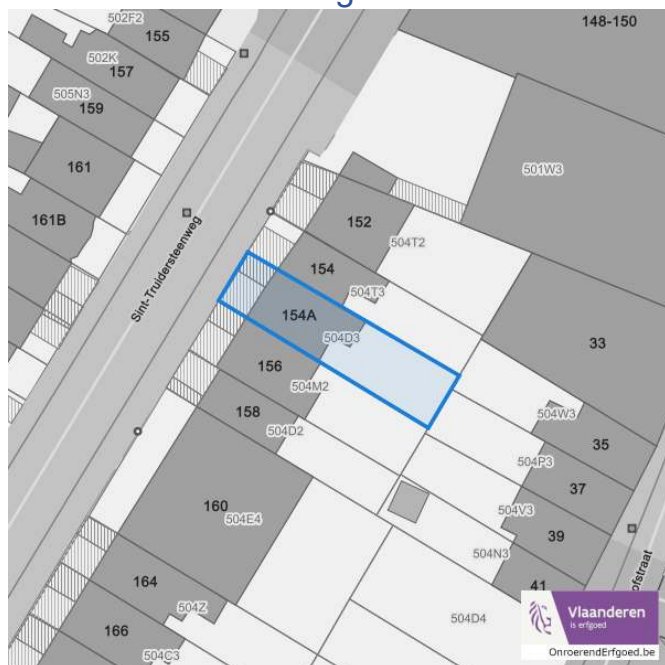 502F2
155
148-150
502K
157
505N3
159
161
501W3
161B
152
Sint-Truidersteenweg
504T2
154
504T3
154A
504D3
33
156
504M2
504W3
158
35
504D2
504P3
37
160
504V3
504E4
39
504N3
164
41
504Z
504D4
166
504C3
Vlaanderen
is erfgoed
OnroerendErfgoed.be